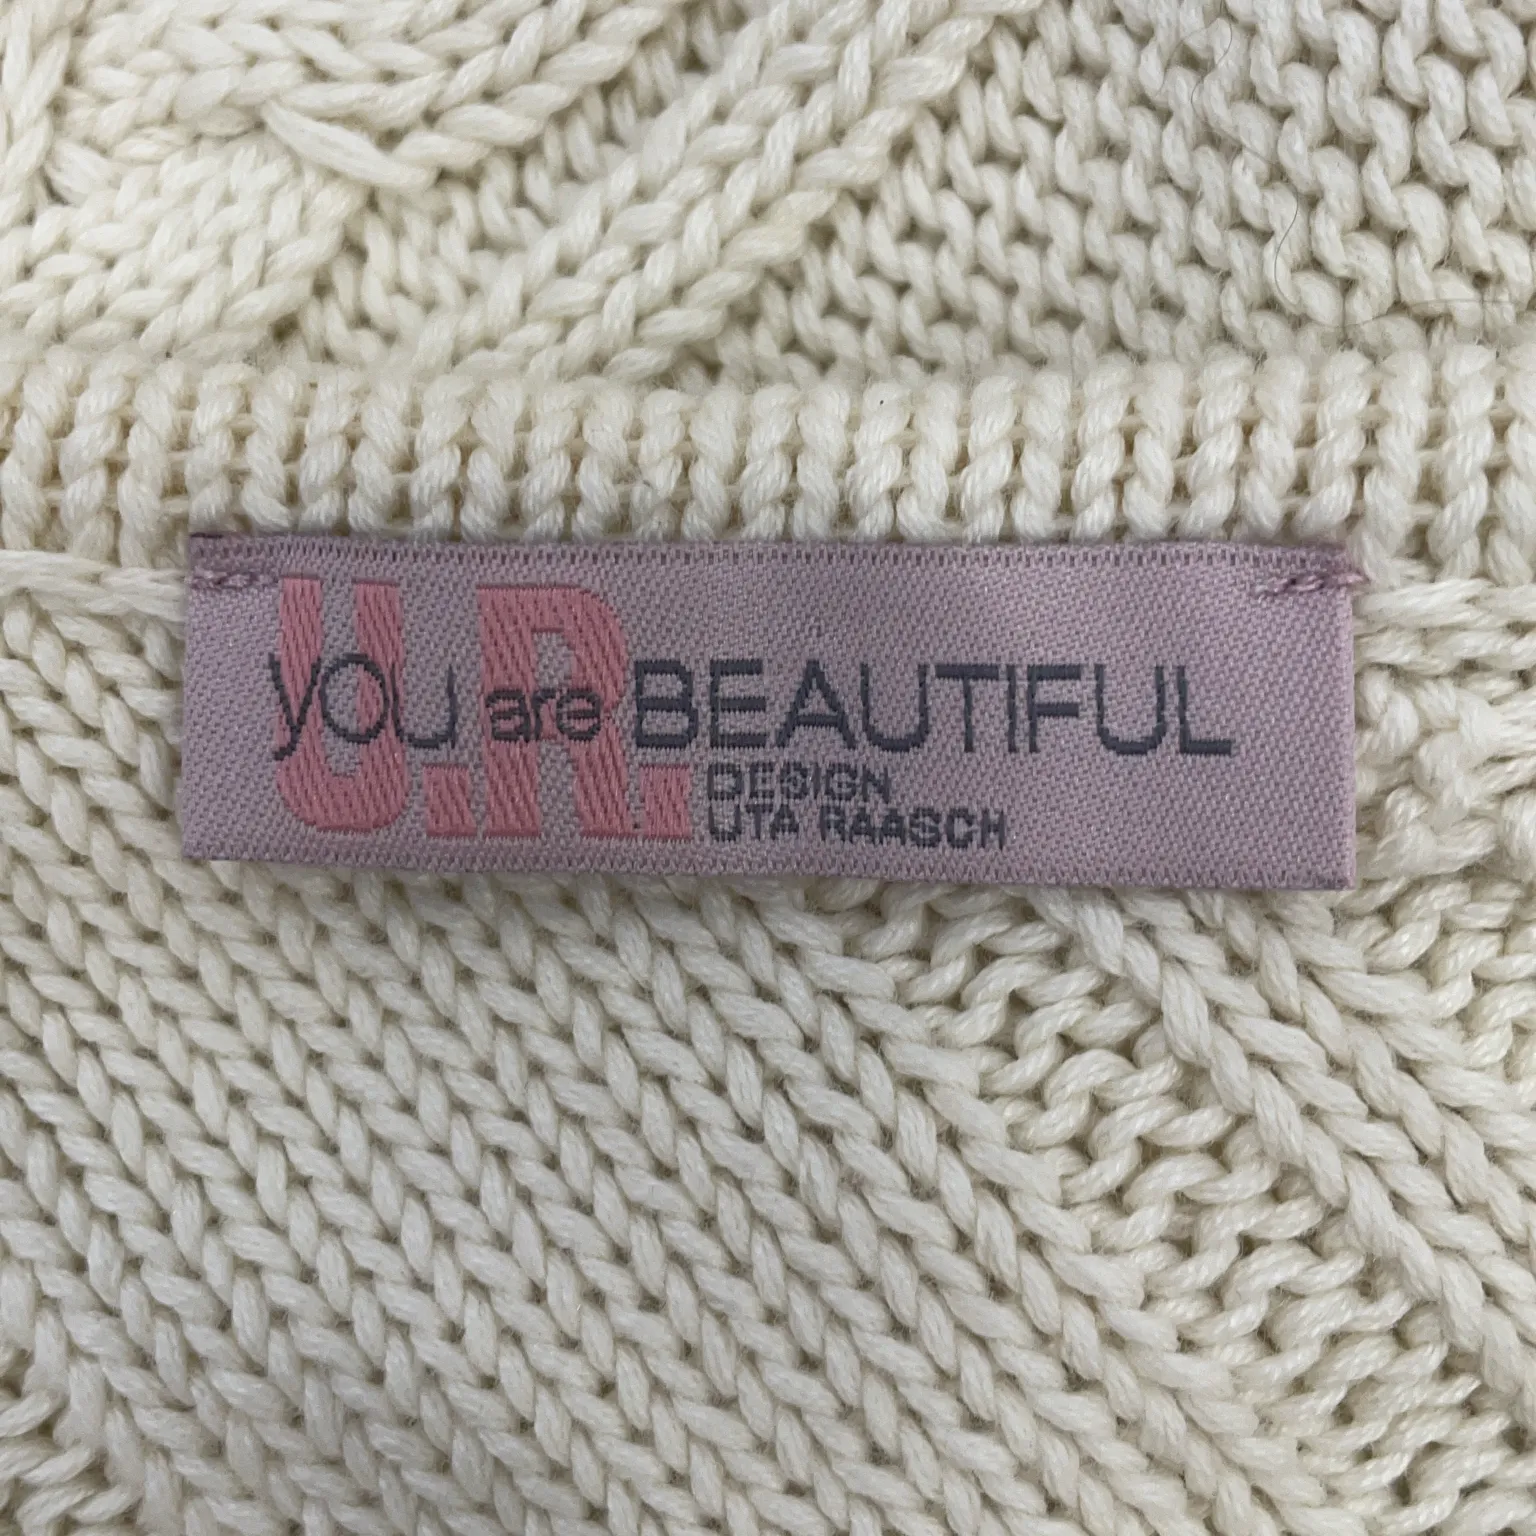 U.R.
yOU are BEAUTIFUL
DESIGN
UTA RAASCH